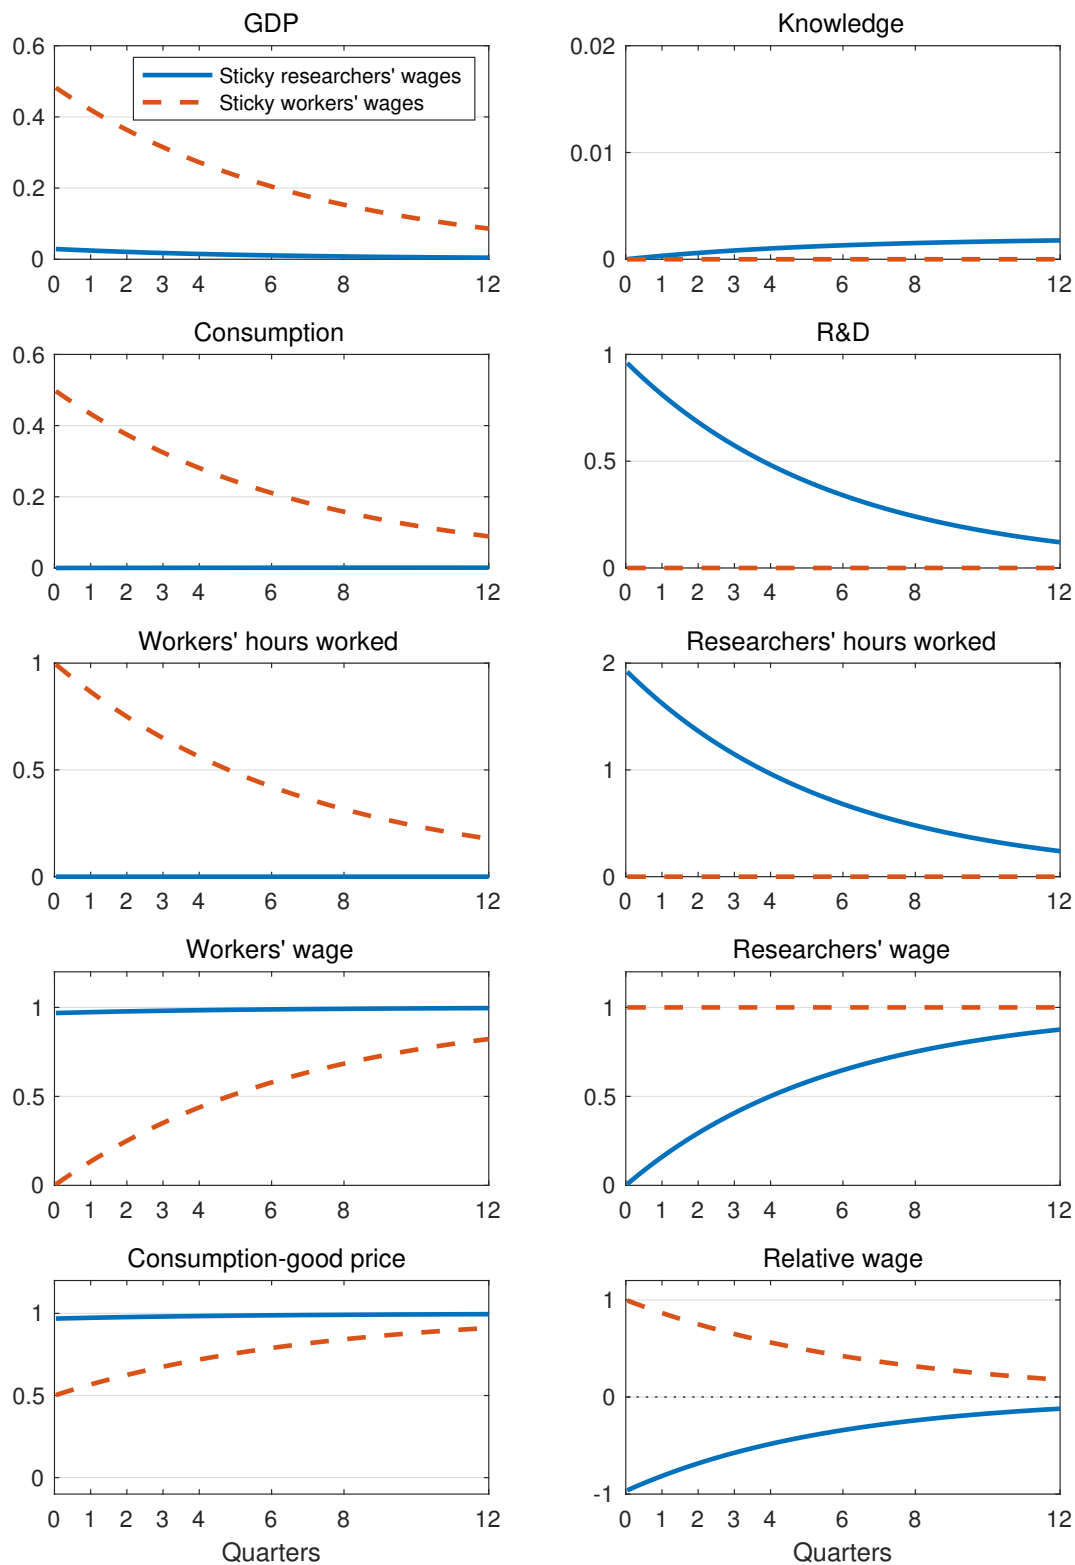 GDP
0.6
0.4
0.2
0
0 1 2 3 4 6 8 12
Sticky researchers' wages
Sticky workers' wages
Knowledge
0.02
0.01
0
0 1 2 3 4 6 8 12
Consumption
0.6
0.4
0.2
0
0 1 2 3 4 6 8 12
R&D
1
0.5
0
0 1 2 3 4 6 8 12
Workers' hours worked
1
0.5
0
0 1 2 3 4 6 8 12
Researchers' hours worked
2
1
0
0 1 2 3 4 6 8 12
Workers' wage
1
0.5
0
0 1 2 3 4 6 8 12
Researchers' wage
1
0.5
0
0 1 2 3 4 6 8 12
Consumption-good price
1
0.5
0
0 1 2 3 4 6 8 12
Quarters
Relative wage
1
0
-1
0 1 2 3 4 6 8 12
Quarters